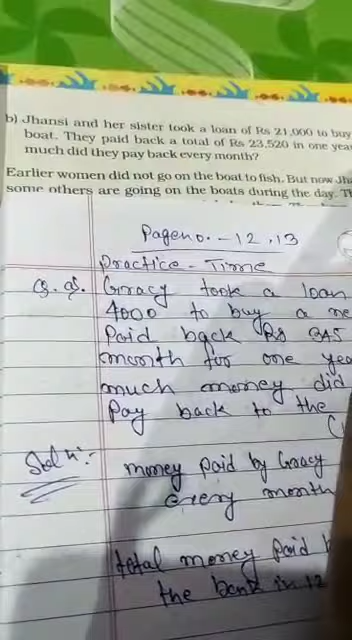 b) Jhansi and her sister took a loan of Rs 21,000 to buy
boat. They paid back a total of Rs 23,520 in one yea
much did they pay back every month?
Earlier women did not go on the boat to fish. But now Jha
some others are going on the boats during the day. Th
Pageno. - 12, 13
Practice - Time
Q. a. Gracy took a loan
4000 to buy a ne
Paid back Rs 345
month for one yea
much money did
Pay back to the
Soln :- money Paid by Gracy
every month
total money Paid b
the bank in 12